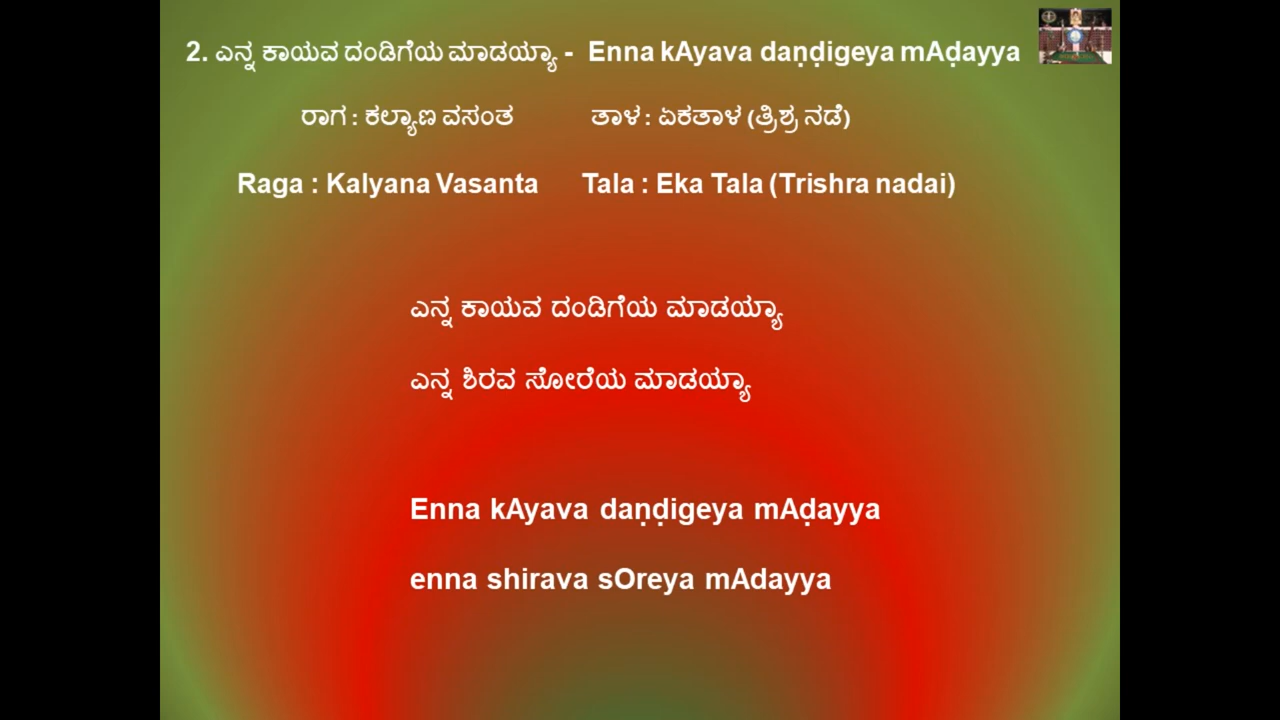 2. ಎನ್ನ ಕಾಯವ ದಂಡಿಗೆಯ ಮಾಡಯ್ಯಾ - Enna kAyava daṇḍigeya mAḍayya
ರಾಗ : ಕಲ್ಯಾಣ ವಸಂತ ತಾಳ : ಏಕತಾಳ (ತ್ರಿಶ್ರ ನಡೆ)
Raga : Kalyana Vasanta Tala : Eka Tala (Trishra nadai)
ಎನ್ನ ಕಾಯವ ದಂಡಿಗೆಯ ಮಾಡಯ್ಯಾ
ಎನ್ನ ಶಿರವ ಸೋರೆಯ ಮಾಡಯ್ಯಾ
Enna kAyava daṇḍigeya mAḍayya
enna shirava sOreya mAdayya